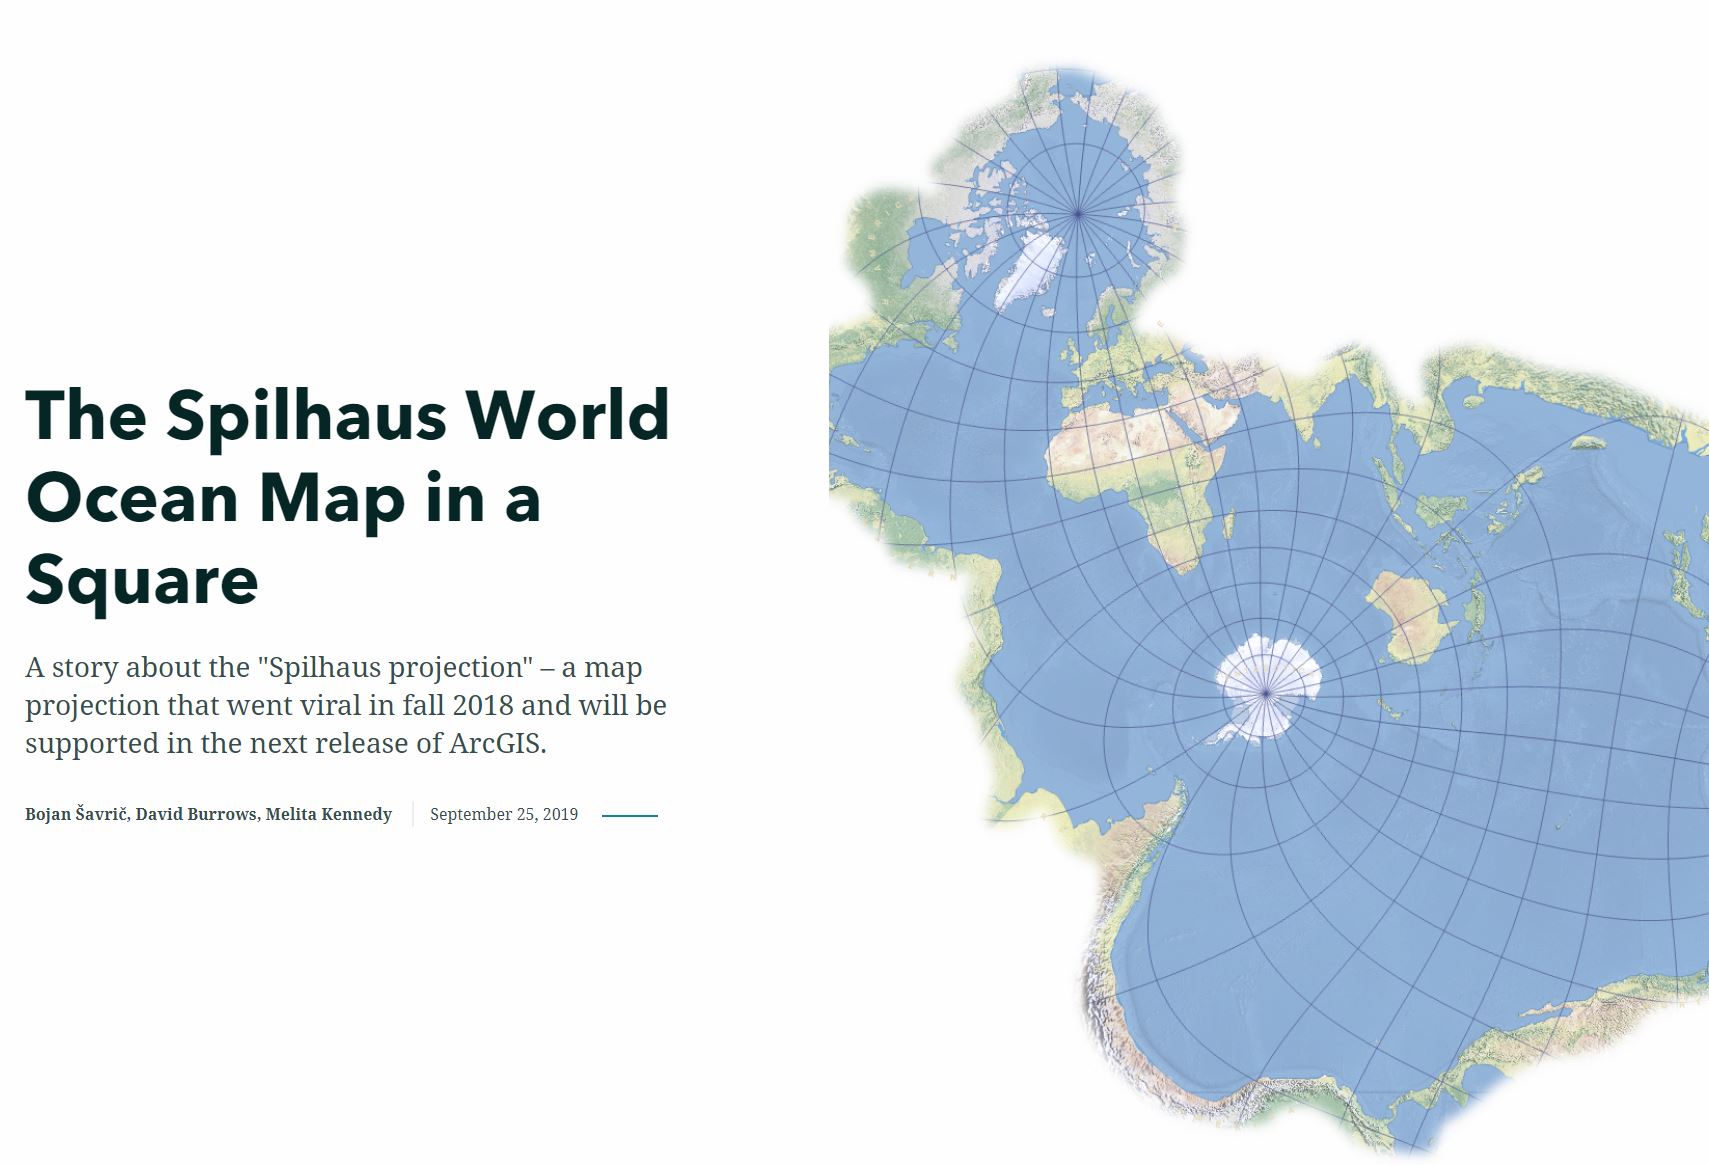 The Spilhaus World
Ocean Map in a
Square
A story about the "Spilhaus projection" – a map
projection that went viral in fall 2018 and will be
supported in the next release of ArcGIS.
Bojan Šavrič, David Burrows, Melita Kennedy September 25, 2019